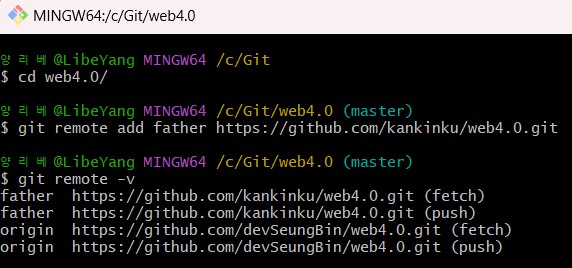 MINGW64:/c/Git/web4.0
양리베@LibeYang MINGW64 /c/Git
$ cd web4.0/
양리베@LibeYang MINGW64 /c/Git/web4.0 (master)
$ git remote add father https://github.com/kankinku/web4.0.git
양리베@LibeYang MINGW64 /c/Git/web4.0 (master)
$ git remote -v
father  https://github.com/kankinku/web4.0.git (fetch)
father  https://github.com/kankinku/web4.0.git (push)
origin  https://github.com/devSeungBin/web4.0.git (fetch)
origin  https://github.com/devSeungBin/web4.0.git (push)